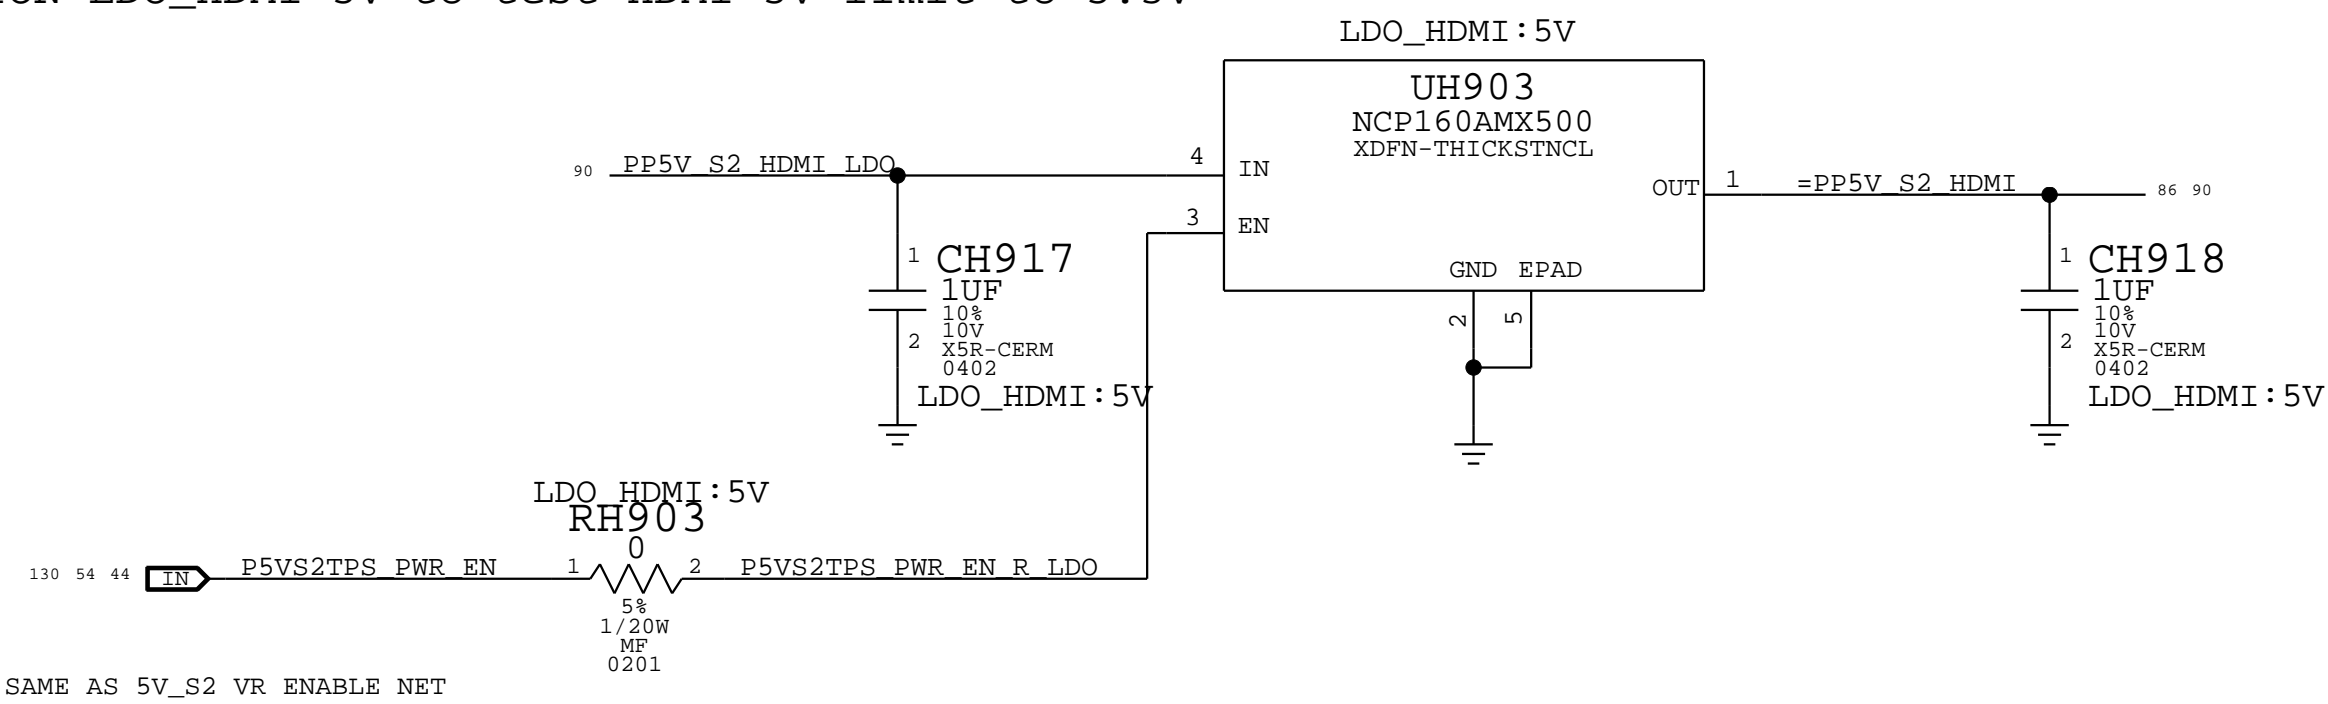 LDO_HDMI:5V
UH903
NCP160AMX500
XDFN-THICKSTNCL
90 PP5V_S2_HDMI_LDO
4 IN
3 EN
OUT 1 =PP5V_S2_HDMI 86 90
GND EPAD
2 5
1 CH917
1UF
10%
10V
2 X5R-CERM
0402
LDO_HDMI:5V
1 CH918
1UF
10%
10V
2 X5R-CERM
0402
LDO_HDMI:5V
LDO_HDMI:5V
RH903
0
130 54 44 IN P5VS2TPS_PWR_EN 1 2 P5VS2TPS_PWR_EN_R_LDO
5%
1/20W
MF
0201
SAME AS 5V_S2 VR ENABLE NET